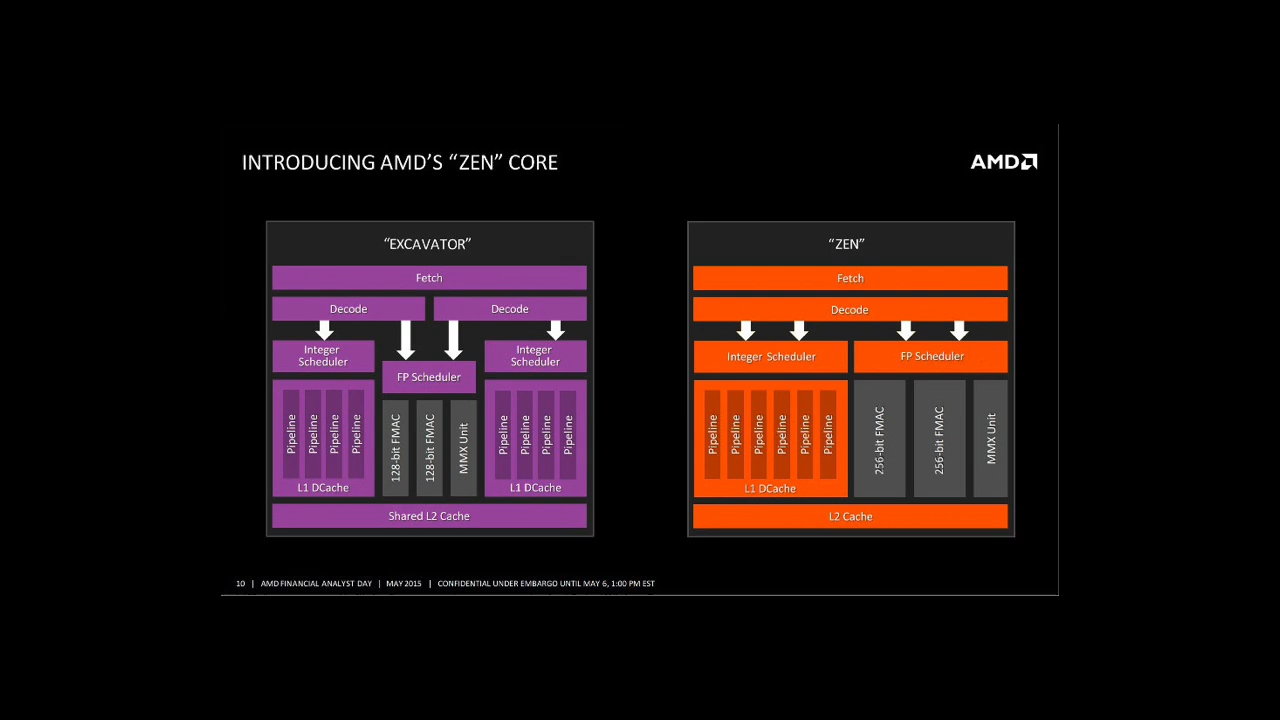 INTRODUCING AMD'S “ZEN” CORE
AMD
“EXCAVATOR”
Fetch
Decode
Decode
Integer
Scheduler
FP Scheduler
Integer
Scheduler
Pipeline
Pipeline
Pipeline
Pipeline
L1 DCache
128-bit FMAC
128-bit FMAC
MMX Unit
Pipeline
Pipeline
Pipeline
Pipeline
L1 DCache
Shared L2 Cache
“ZEN”
Fetch
Decode
Integer Scheduler
FP Scheduler
Pipeline
Pipeline
Pipeline
Pipeline
Pipeline
Pipeline
L1 DCache
256-bit FMAC
256-bit FMAC
MMX Unit
L2 Cache
10 | AMD FINANCIAL ANALYST DAY | MAY 2015 | CONFIDENTIAL UNDER EMBARGO UNTIL MAY 6, 1:00 PM EST